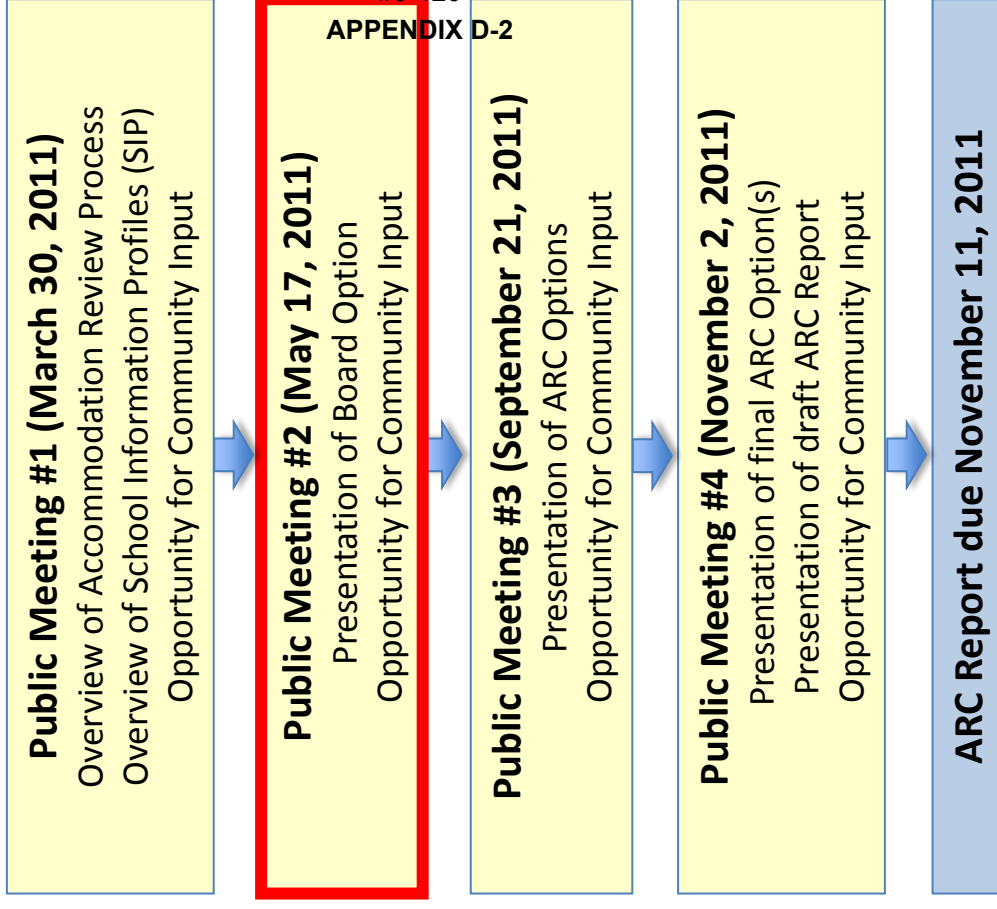 APPENDIX D-2
Public Meeting #1 (March 30, 2011)
Overview of Accommodation Review Process
Overview of School Information Profiles (SIP)
Opportunity for Community Input
Public Meeting #2 (May 17, 2011)
Presentation of Board Option
Opportunity for Community Input
Public Meeting #3 (September 21, 2011)
Presentation of ARC Options
Opportunity for Community Input
Public Meeting #4 (November 2, 2011)
Presentation of final ARC Option(s)
Presentation of draft ARC Report
Opportunity for Community Input
ARC Report due November 11, 2011